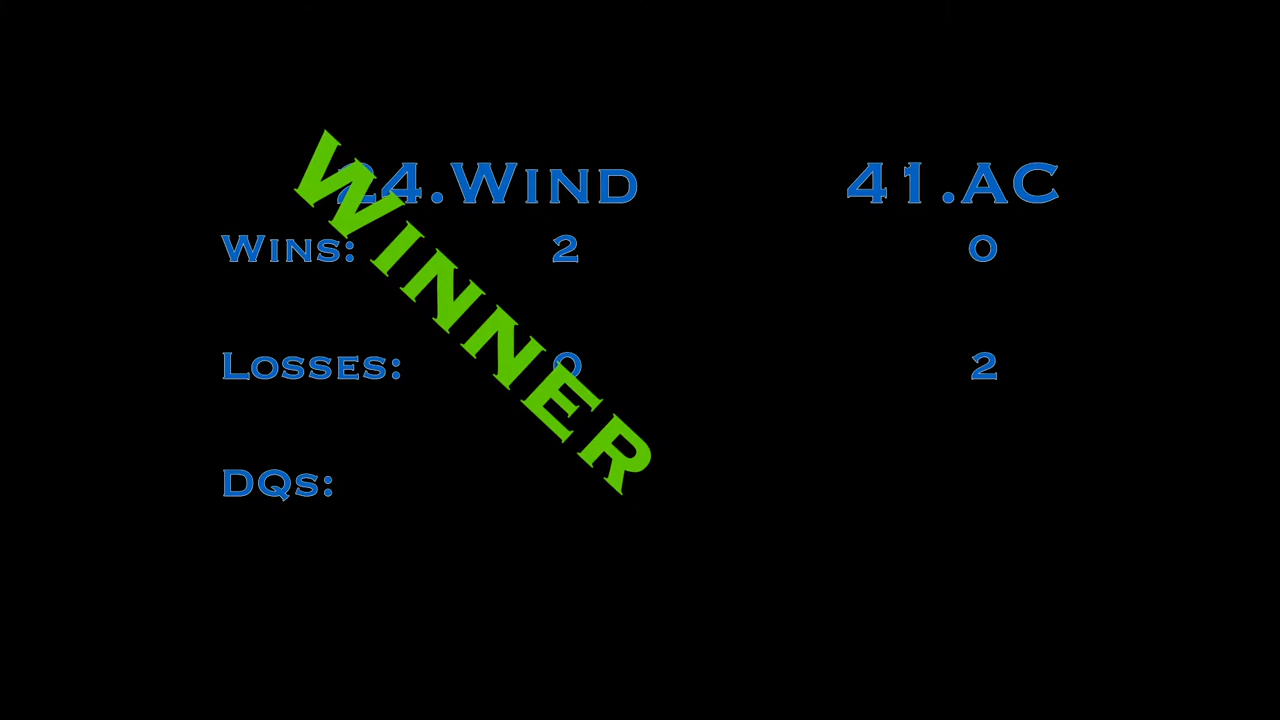 24.Wind 41.AC
Wins: 2 0
Losses: 0 2
DQs:
Winner